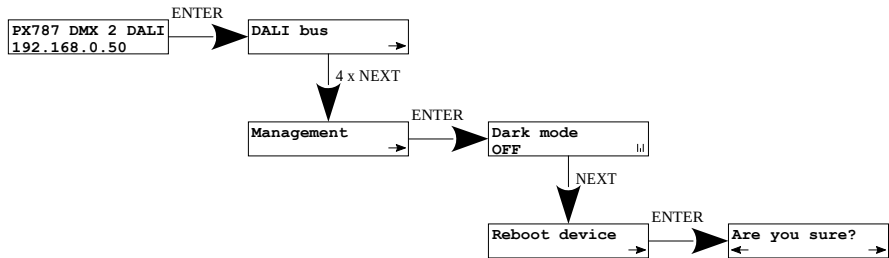 ENTER
PX787 DMX 2 DALI
192.168.0.50
DALI bus
4 x NEXT
ENTER
Management
Dark mode
OFF
NEXT
ENTER
Reboot device
Are you sure?